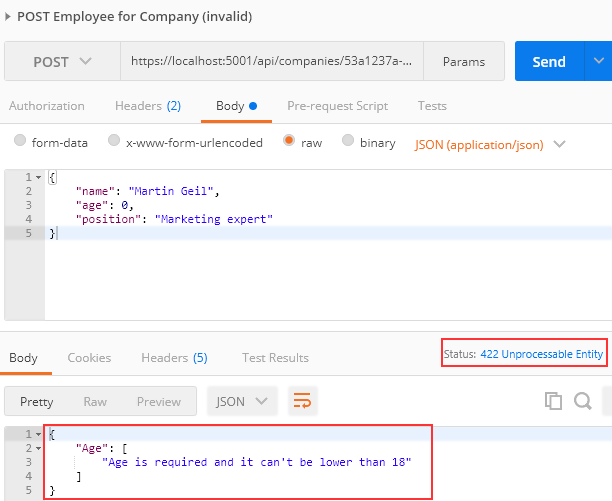 POST Employee for Company (invalid)
POST https://localhost:5001/api/companies/53a1237a-... Params Send
Authorization Headers (2) Body Pre-request Script Tests
form-data x-www-form-urlencoded raw binary JSON (application/json)
1 {
2 "name": "Martin Geil",
3 "age": 0,
4 "position": "Marketing expert"
5 }
Body Cookies Headers (5) Test Results Status: 422 Unprocessable Entity
Pretty Raw Preview JSON
1 {
2 "Age": [
3 "Age is required and it can't be lower than 18"
4 ]
5 }